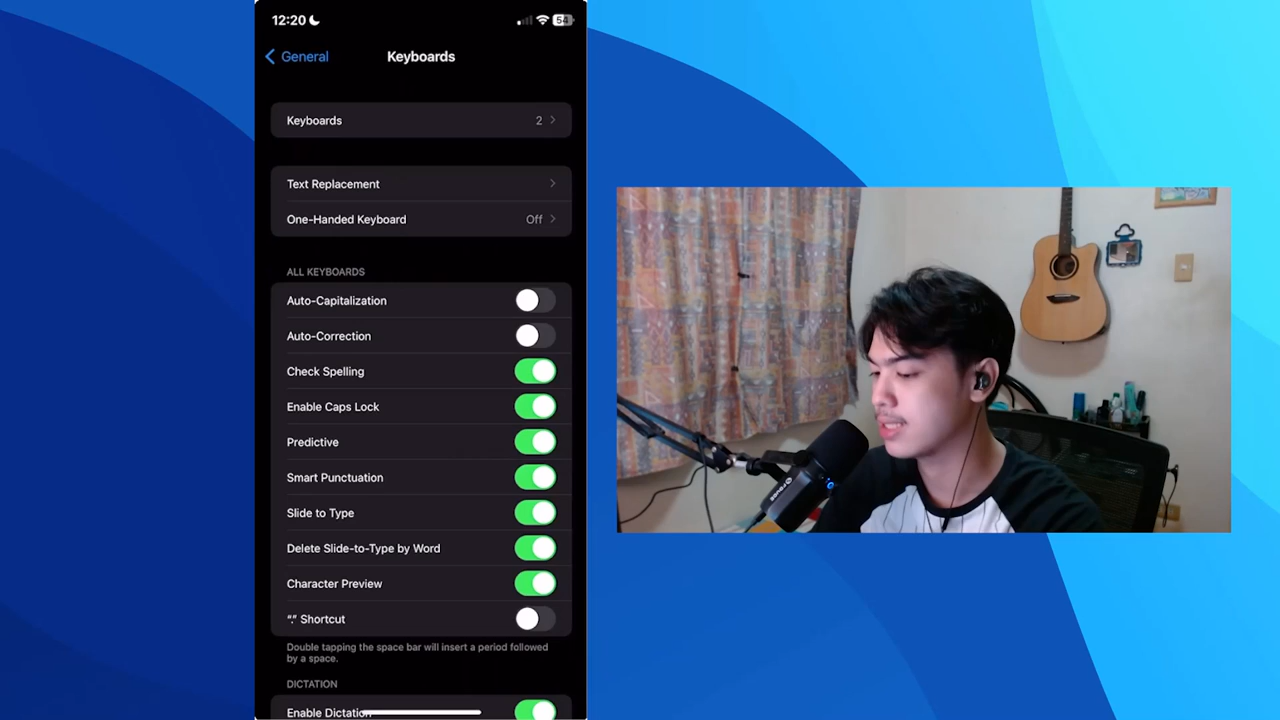 12:20
54
General
Keyboards
Keyboards 2
Text Replacement
One-Handed Keyboard Off
ALL KEYBOARDS
Auto-Capitalization
Auto-Correction
Check Spelling
Enable Caps Lock
Predictive
Smart Punctuation
Slide to Type
Delete Slide-to-Type by Word
Character Preview
“.” Shortcut
Double tapping the space bar will insert a period followed
by a space.
DICTATION
Enable Dictation
FIFINE